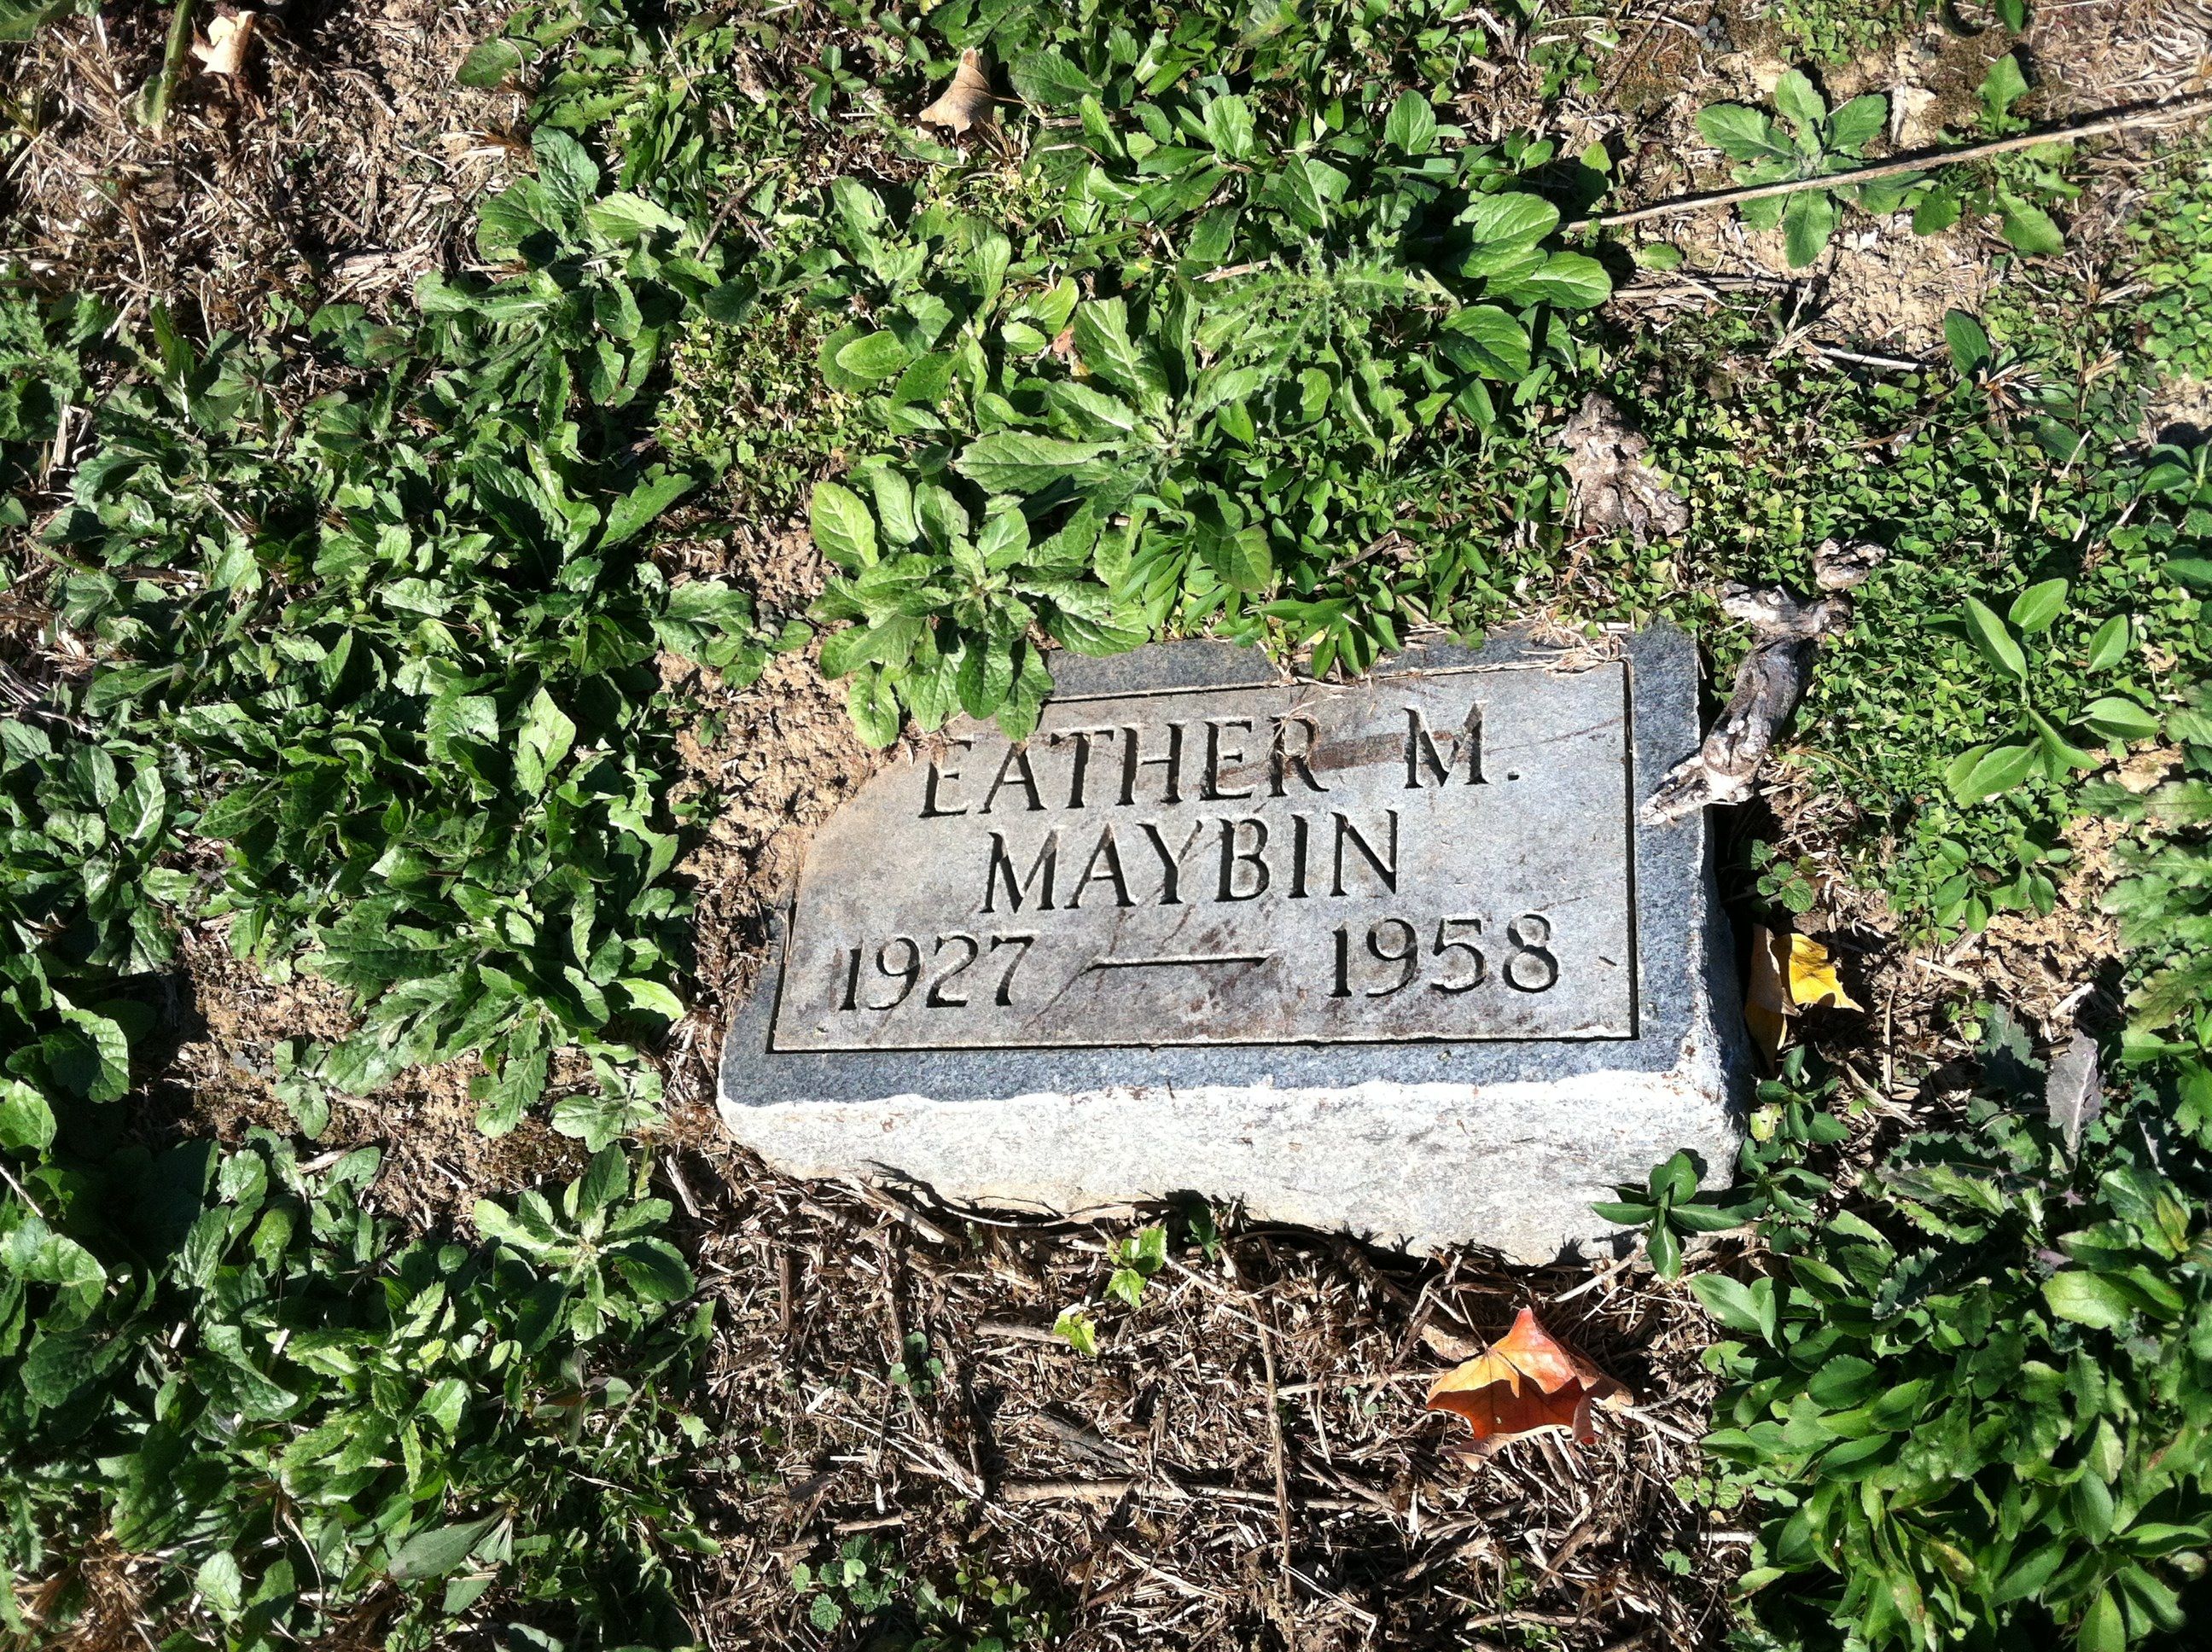 EATHER M.
MAYBIN
1927 — 1958